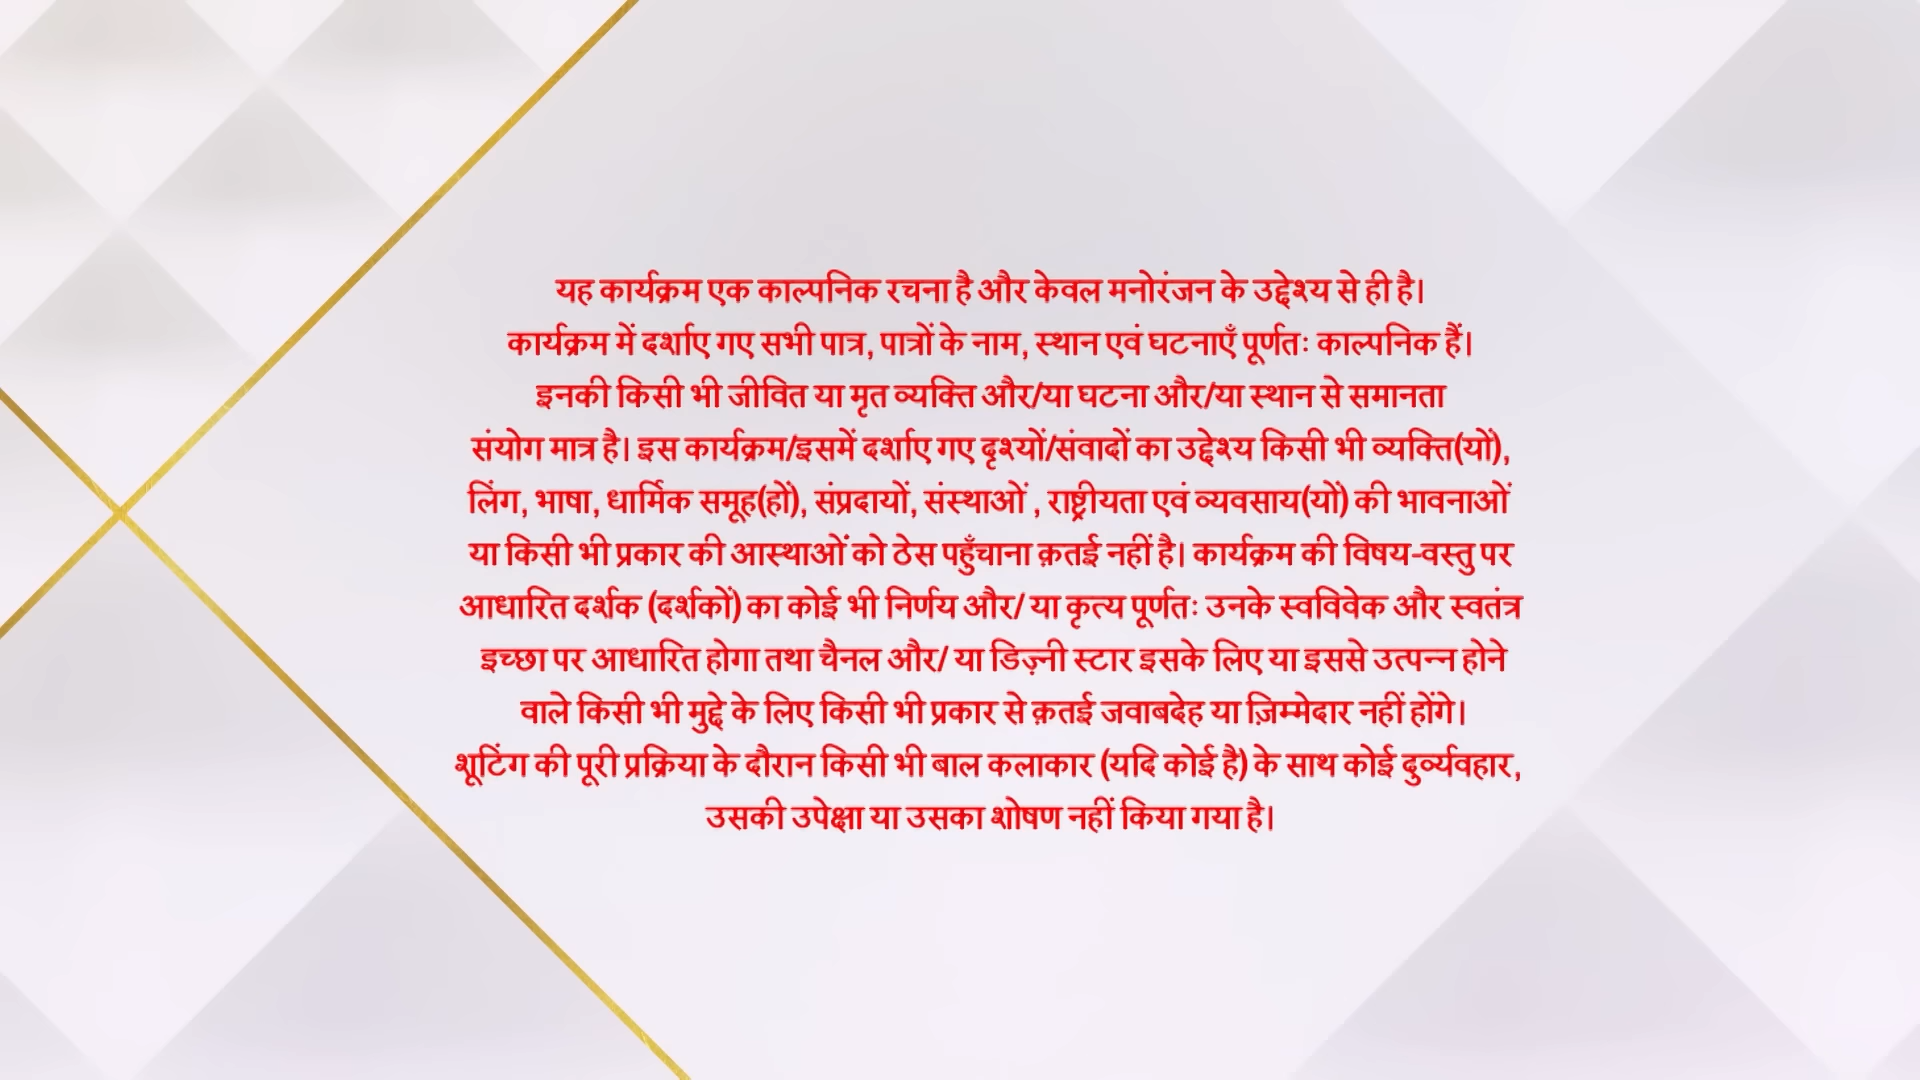 यह कार्यक्रम एक काल्पनिक रचना है और केवल मनोरंजन के उद्देश्य से ही है।
कार्यक्रम में दर्शाए गए सभी पात्र, पात्रों के नाम, स्थान एवं घटनाएँ पूर्णतः काल्पनिक हैं।
इनकी किसी भी जीवित या मृत व्यक्ति और/या घटना और/या स्थान से समानता
संयोग मात्र है। इस कार्यक्रम/इसमें दर्शाए गए दृश्यों/संवादों का उद्देश्य किसी भी व्यक्ति(यों),
लिंग, भाषा, धार्मिक समूह(हों), संप्रदायों, संस्थाओं , राष्ट्रीयता एवं व्यवसाय(यों) की भावनाओं
या किसी भी प्रकार की आस्थाओं को ठेस पहुँचाना क़तई नहीं है। कार्यक्रम की विषय-वस्तु पर
आधारित दर्शक (दर्शकों) का कोई भी निर्णय और/ या कृत्य पूर्णतः उनके स्वविवेक और स्वतंत्र
इच्छा पर आधारित होगा तथा चैनल और/ या डिज़्नी स्टार इसके लिए या इससे उत्पन्न होने
वाले किसी भी मुद्दे के लिए किसी भी प्रकार से क़तई जवाबदेह या ज़िम्मेदार नहीं होंगे।
शूटिंग की पूरी प्रक्रिया के दौरान किसी भी बाल कलाकार (यदि कोई है) के साथ कोई दुर्व्यवहार,
उसकी उपेक्षा या उसका शोषण नहीं किया गया है।